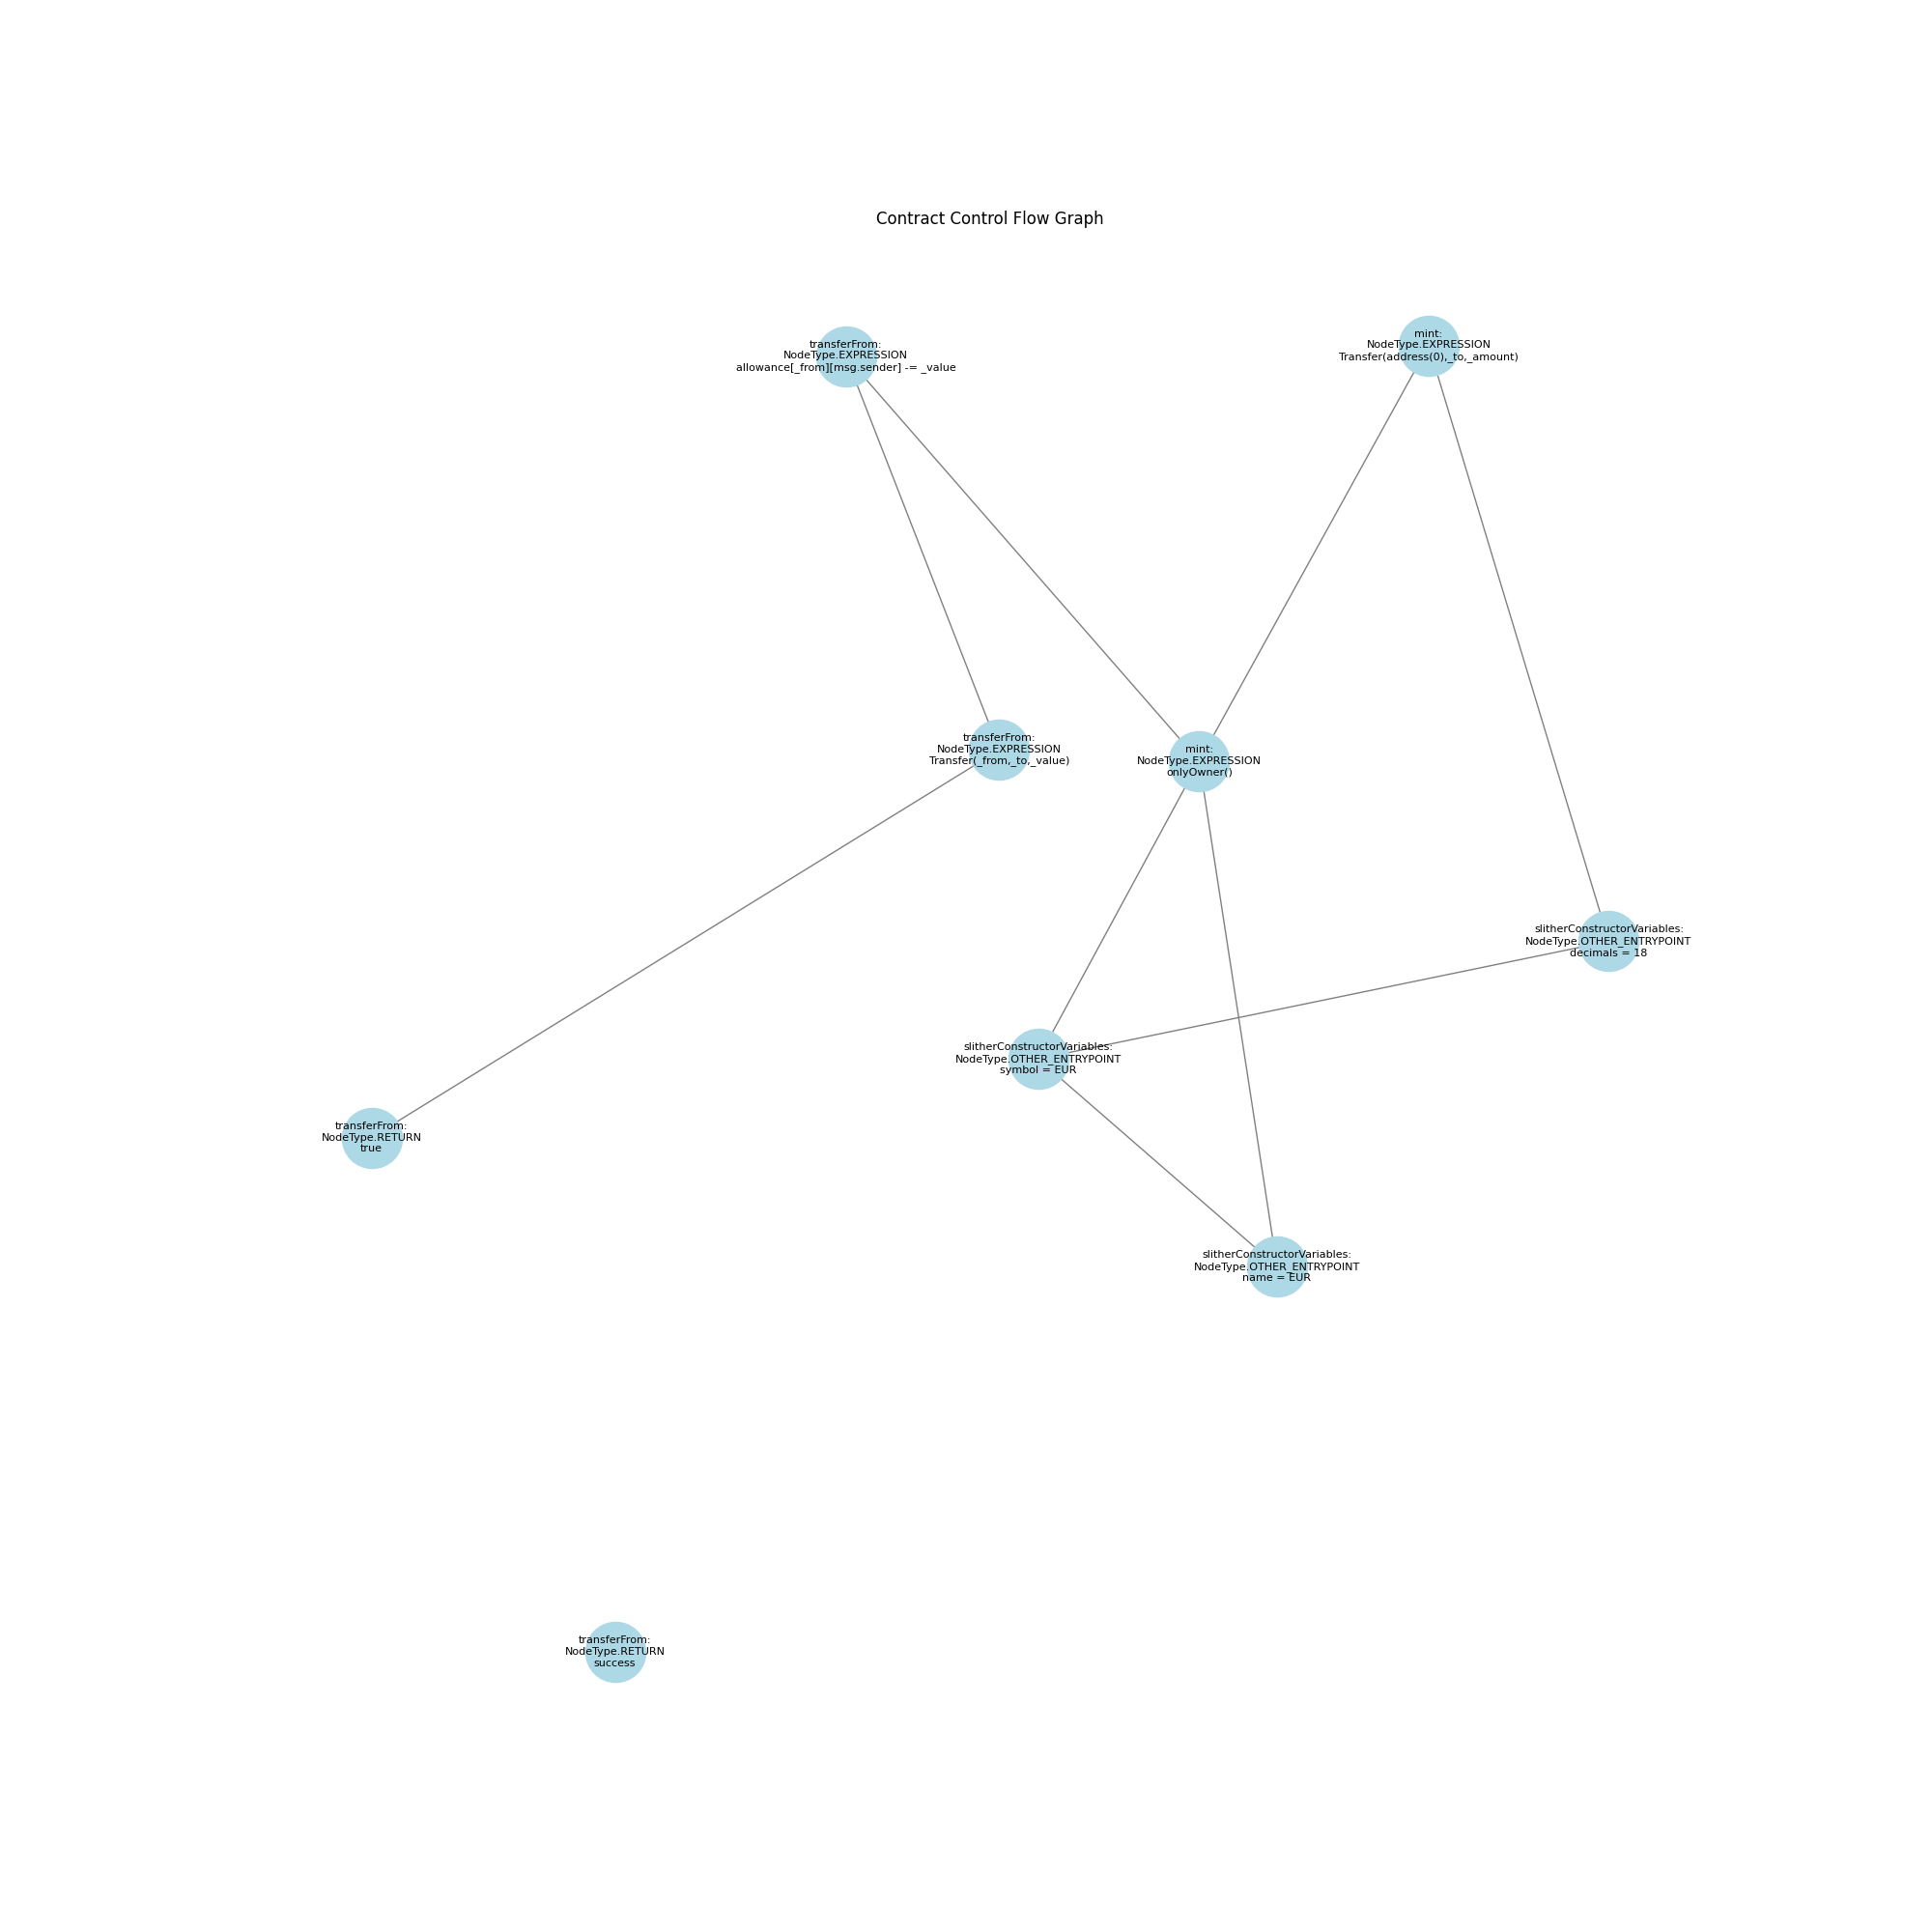 Contract Control Flow Graph
transferFrom:
NodeType.EXPRESSION
allowance[_from][msg.sender] -= _value
mint:
NodeType.EXPRESSION
Transfer(address(0),_to,_amount)
transferFrom:
NodeType.EXPRESSION
Transfer(_from,_to,_value)
mint:
NodeType.EXPRESSION
onlyOwner()
slitherConstructorVariables:
NodeType.OTHER_ENTRYPOINT
decimals = 18
slitherConstructorVariables:
NodeType.OTHER_ENTRYPOINT
symbol = EUR
transferFrom:
NodeType.RETURN
true
slitherConstructorVariables:
NodeType.OTHER_ENTRYPOINT
name = EUR
transferFrom:
NodeType.RETURN
success